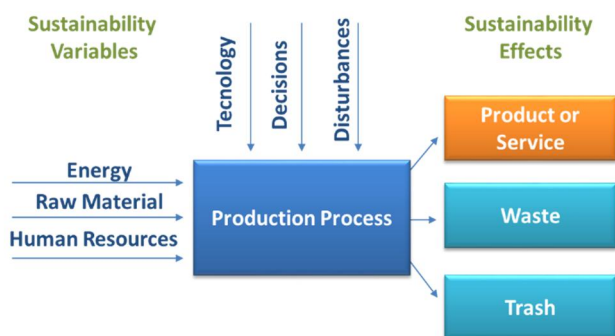 Sustainability
Variables
Tecnology
Decisions
Disturbances
Sustainability
Effects
Energy
Raw Material
Human Resources
Production Process
Product or
Service
Waste
Trash